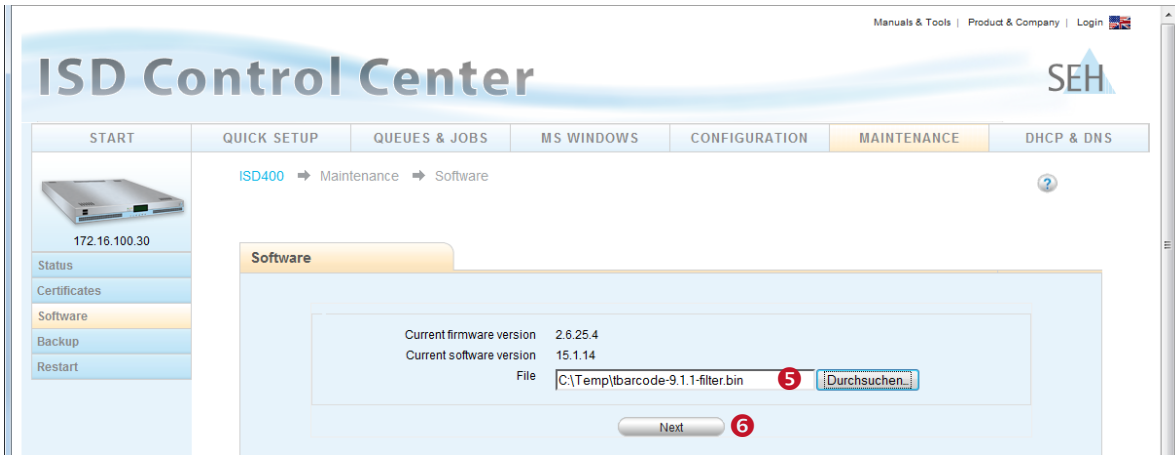 Manuals & Tools | Product & Company | Login
ISD Control Center
SEH
START QUICK SETUP QUEUES & JOBS MS WINDOWS CONFIGURATION MAINTENANCE DHCP & DNS
ISD400 ➡ Maintenance ➡ Software
?
172.16.100.30
Status
Certificates
Software
Backup
Restart
Software
Current firmware version 2.6.25.4
Current software version 15.1.14
File C:\Temp\tbarcode-9.1.1-filter.bin 5 Durchsuchen...
Next 6